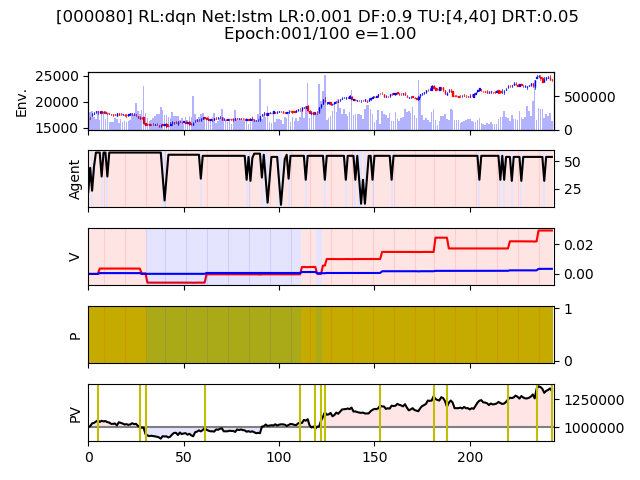 [000080] RL:dqn Net:lstm LR:0.001 DF:0.9 TU:[4,40] DRT:0.05
Epoch:001/100 e=1.00
Env.
25000
20000
15000
500000
0
Agent
50
25
V
0.02
0.00
P
1
0
PV
1250000
1000000
0 50 100 150 200